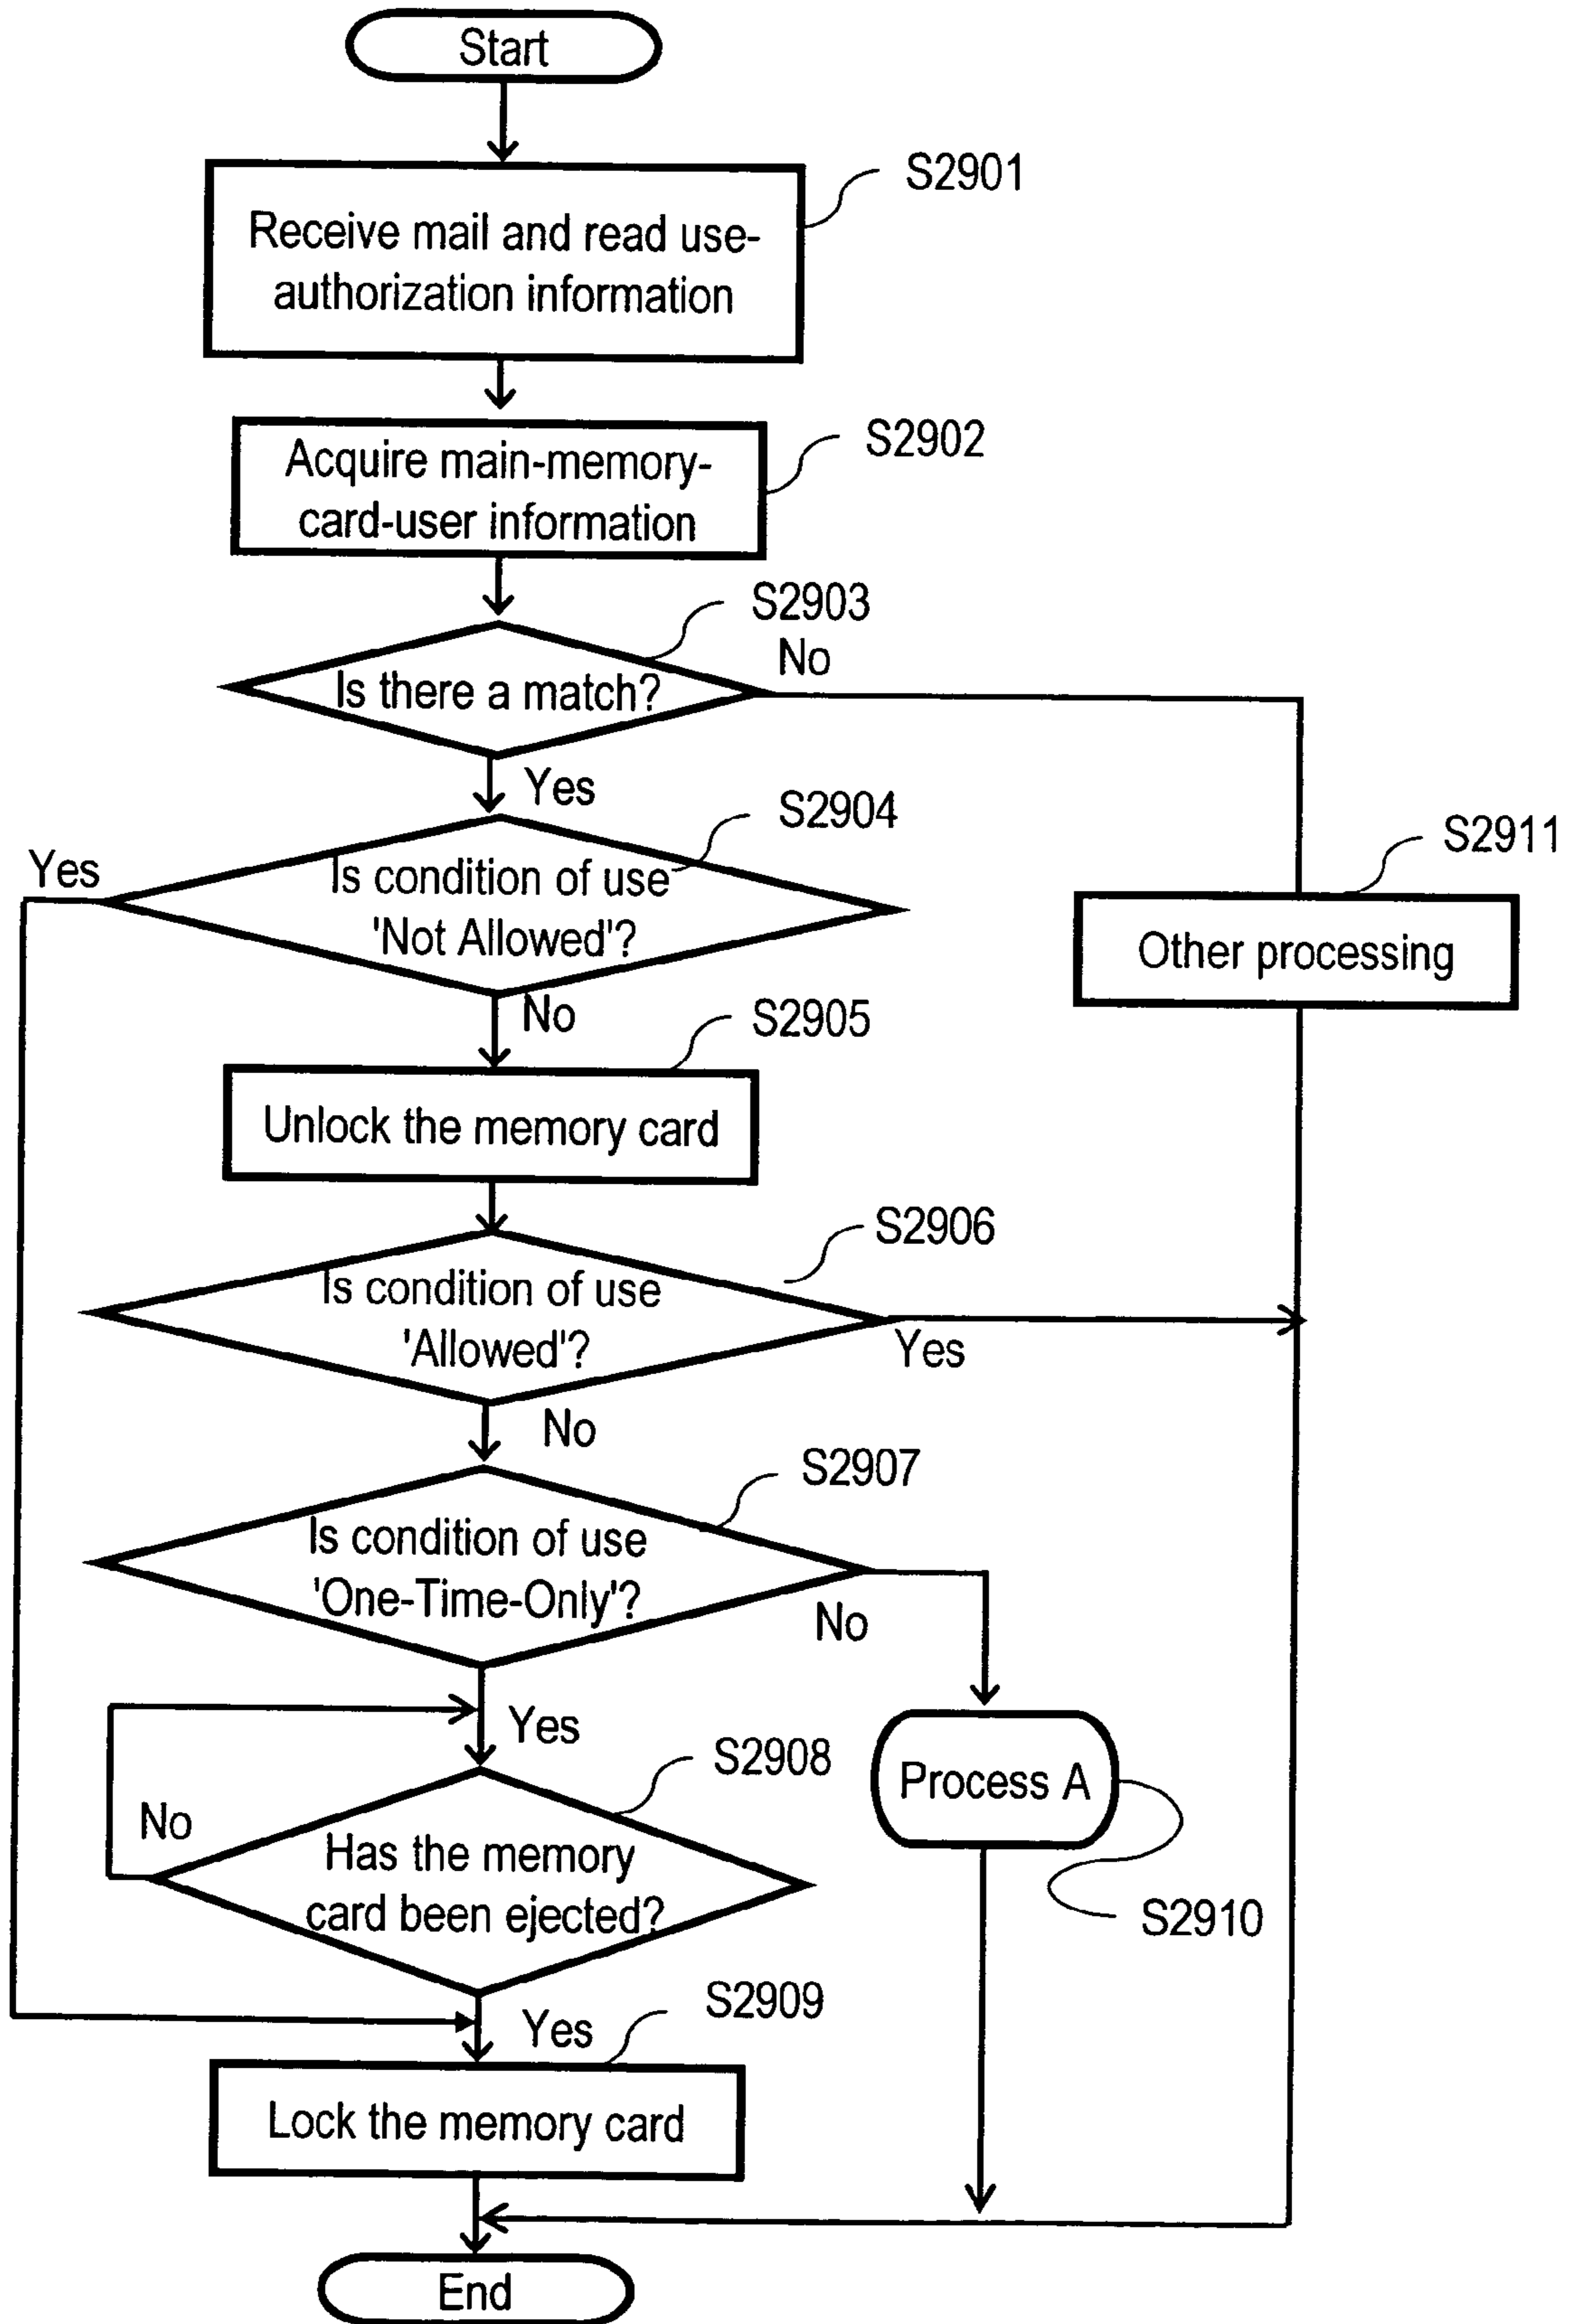 Start
S2901
Receive mail and read use-
authorization information
S2902
Acquire main-memory-
card-user information
S2903
No
Is there a match?
Yes
S2904
Yes
Is condition of use
'Not Allowed'?
S2911
Other processing
No
S2905
Unlock the memory card
S2906
Is condition of use
'Allowed'?
Yes
No
S2907
Is condition of use
'One-Time-Only'?
No
Yes
S2908
Process A
No
Has the memory
card been ejected?
S2910
S2909
Yes
Lock the memory card
End